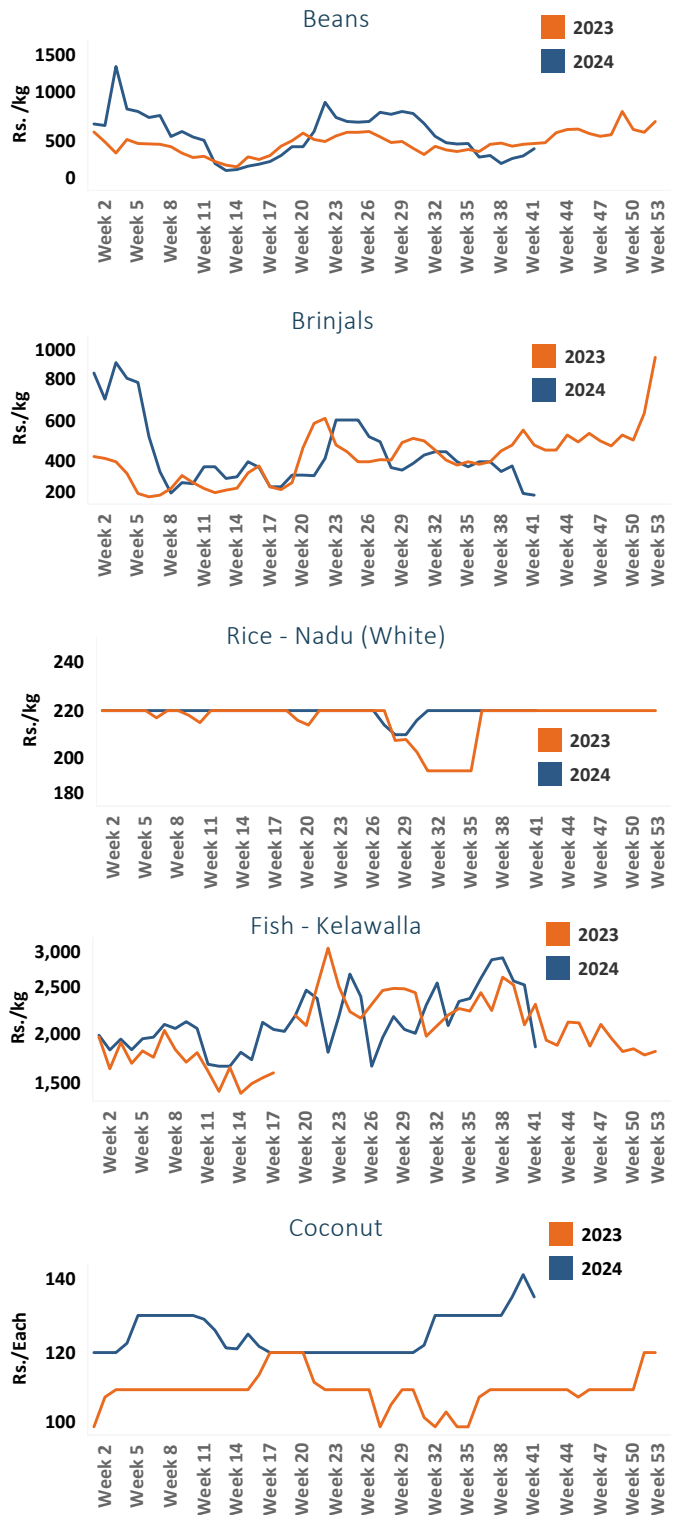 Beans
2023
2024
Rs. /kg
1500
1000
500
0
Week 2
Week 5
Week 8
Week 11
Week 14
Week 17
Week 20
Week 23
Week 26
Week 29
Week 32
Week 35
Week 38
Week 41
Week 44
Week 47
Week 50
Week 53
Brinjals
2023
2024
Rs./kg
1000
800
600
400
200
Week 2
Week 5
Week 8
Week 11
Week 14
Week 17
Week 20
Week 23
Week 26
Week 29
Week 32
Week 35
Week 38
Week 41
Week 44
Week 47
Week 50
Week 53
Rice - Nadu (White)
2023
2024
Rs./kg
240
220
200
180
Week 2
Week 5
Week 8
Week 11
Week 14
Week 17
Week 20
Week 23
Week 26
Week 29
Week 32
Week 35
Week 38
Week 41
Week 44
Week 47
Week 50
Week 53
Fish - Kelawalla
2023
2024
Rs./kg
3,000
2,500
2,000
1,500
Week 2
Week 5
Week 8
Week 11
Week 14
Week 17
Week 20
Week 23
Week 26
Week 29
Week 32
Week 35
Week 38
Week 41
Week 44
Week 47
Week 50
Week 53
Coconut
2023
2024
Rs./Each
140
120
100
Week 2
Week 5
Week 8
Week 11
Week 14
Week 17
Week 20
Week 23
Week 26
Week 29
Week 32
Week 35
Week 38
Week 41
Week 44
Week 47
Week 50
Week 53